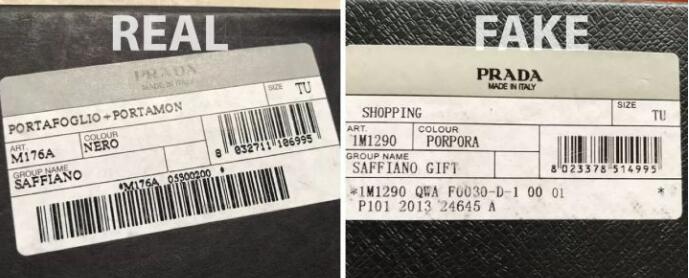 REAL
PRADA
MADE IN ITALY
SIZE
TU
PORTAFOGLIO+PORTAMON
ART.
M176A
COLOUR
NERO
8 032711 186995
GROUP NAME
SAFFIANO
*M176A 053O0200 *
FAKE
PRADA
MADE IN ITALY
SHOPPING
SIZE
TU
ART.
1M1290
COLOUR
PORPORA
GROUP NAME
SAFFIANO GIFT
8 023378 514995
*1M1290 QWA F0030-D-1 00 01 *
P101 2013 24645 A